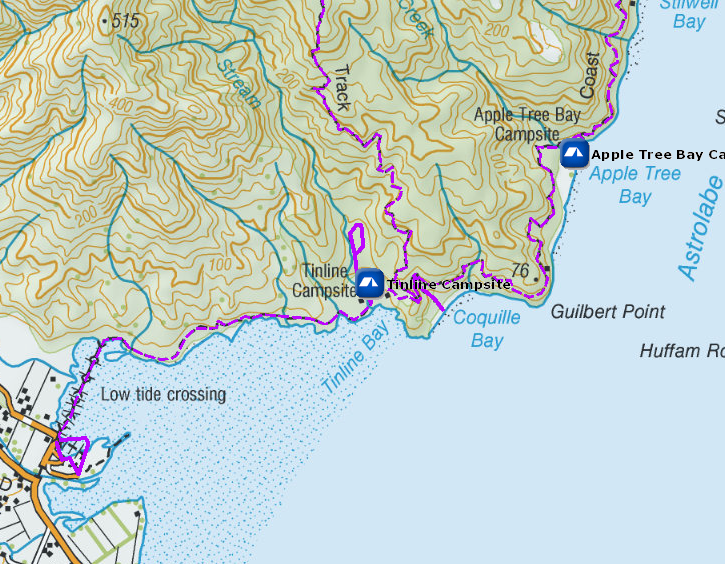 Stilwell
Bay
515
Creek
Stream
Track
Coast
400
200
200
Apple Tree Bay
Campsite
Apple Tree Bay Ca
Apple Tree
Bay
Astrolabe
S
100
Tinline
Campsite
Tinline Campsite
76
Guilbert Point
Coquille
Bay
Tinline Bay
Huffam Ro
Low tide crossing
D